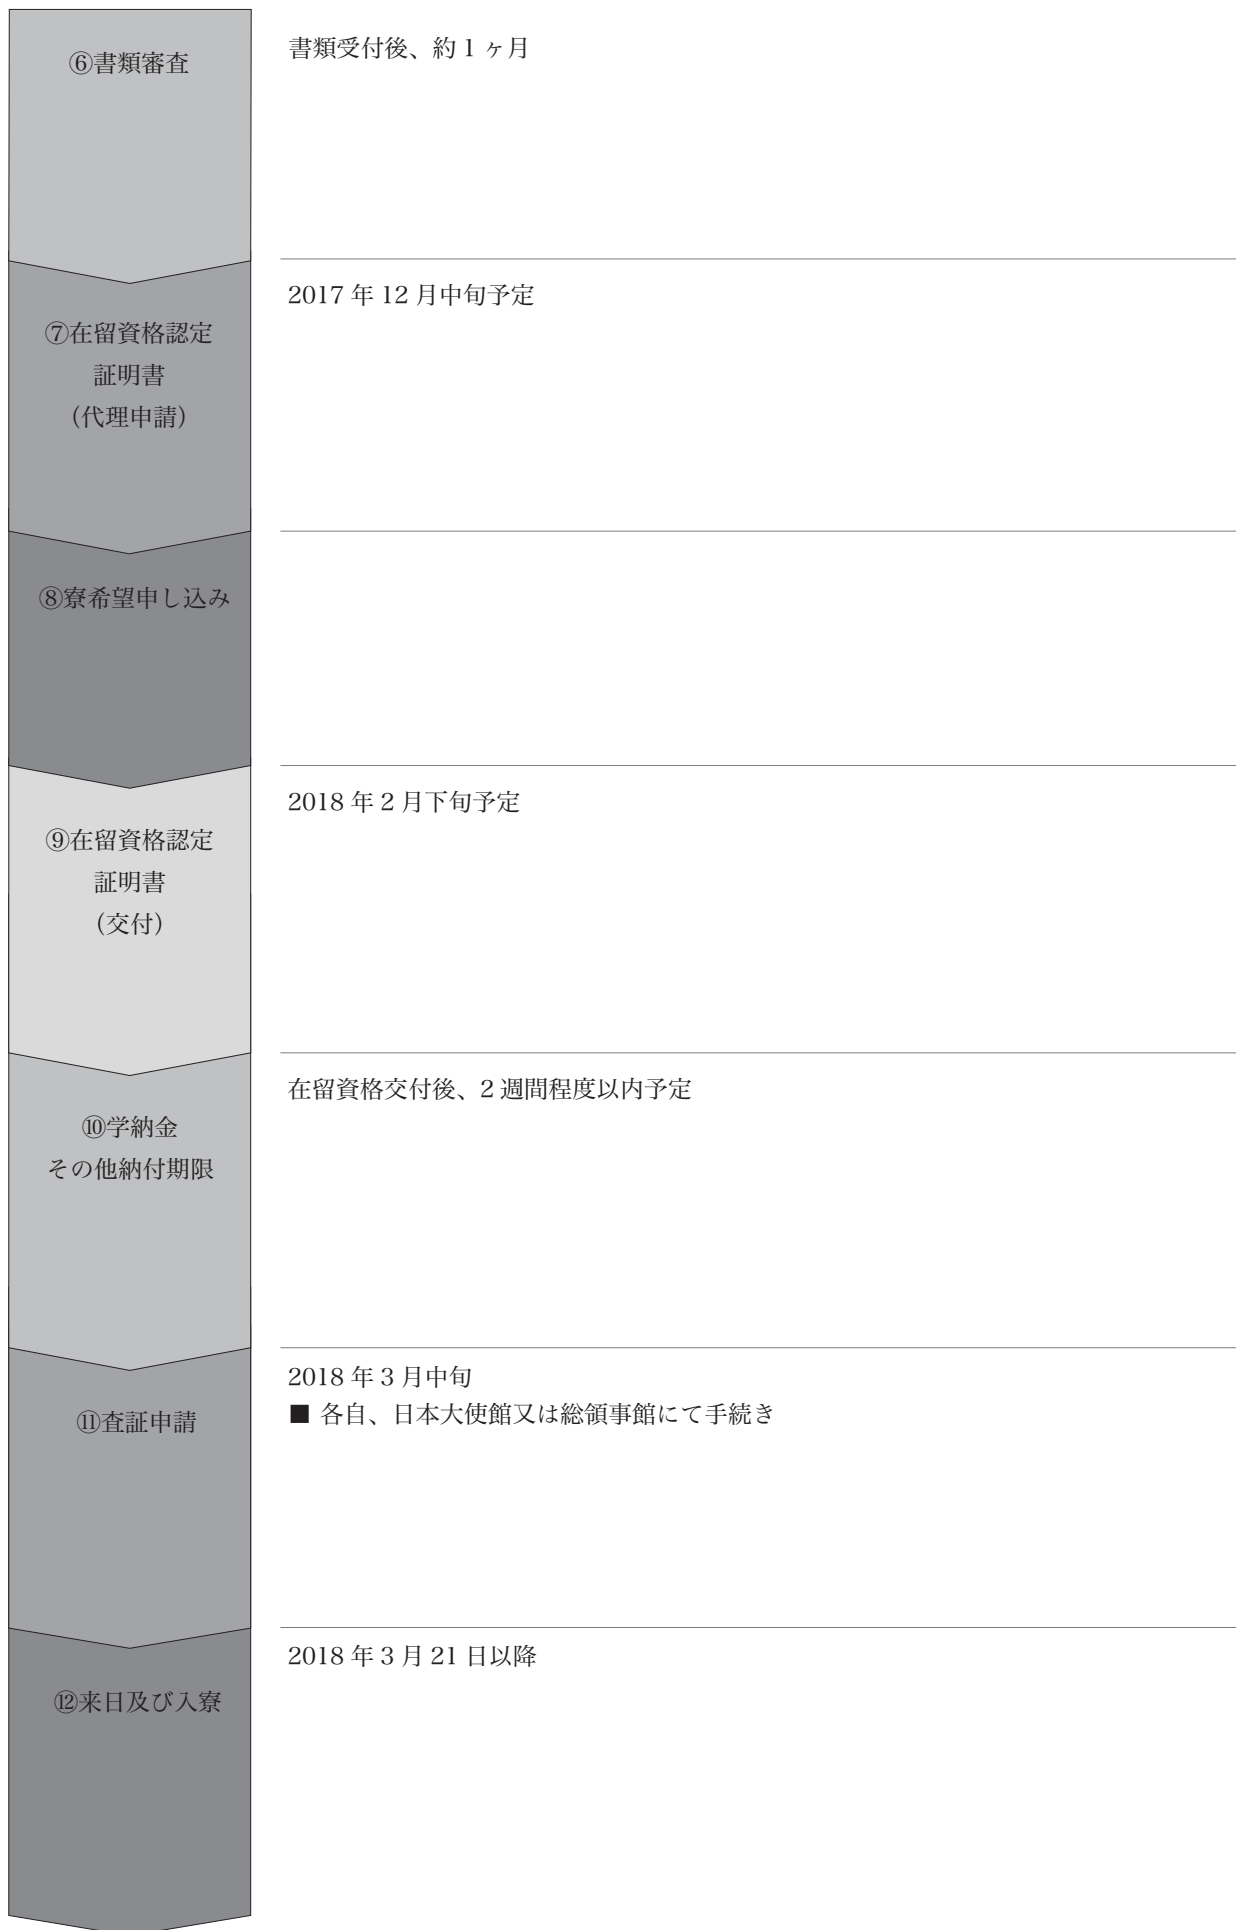 ⑥書類審査
書類受付後、約 1 ヶ月
⑦在留資格認定
証明書
（代理申請）
2017 年 12 月中旬予定
⑧寮希望申し込み
⑨在留資格認定
証明書
（交付）
2018 年 2 月下旬予定
⑩学納金
その他納付期限
在留資格交付後、2 週間程度以内予定
⑪査証申請
2018 年 3 月中旬
■ 各自、日本大使館又は総領事館にて手続き
⑫来日及び入寮
2018 年 3 月 21 日以降